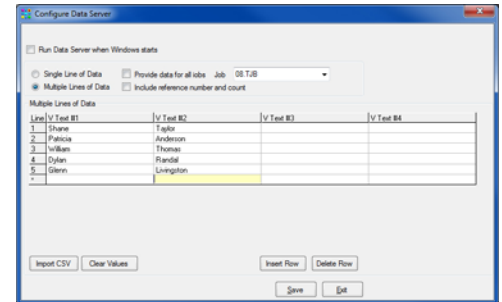 Configure Data Server
Run Data Server when Windows starts
Single Line of Data Provide data for all jobs Job 08.TJB
Multiple Lines of Data Include reference number and count
Multiple Lines of Data
Line V Text #1 V Text #2 V Text #3 V Text #4
1 Shane Taylor
2 Patricia Anderson
3 William Thomas
4 Dylan Randal
5 Glenn Livingston
*
Import CSV Clear Values Insert Row Delete Row
Save Exit